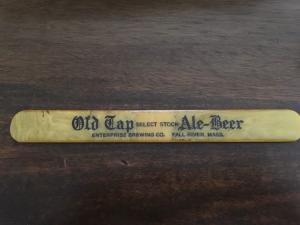 Old Tap SELECT STOCK Ale-Beer
ENTERPRISE BREWING CO. FALL RIVER, MASS.